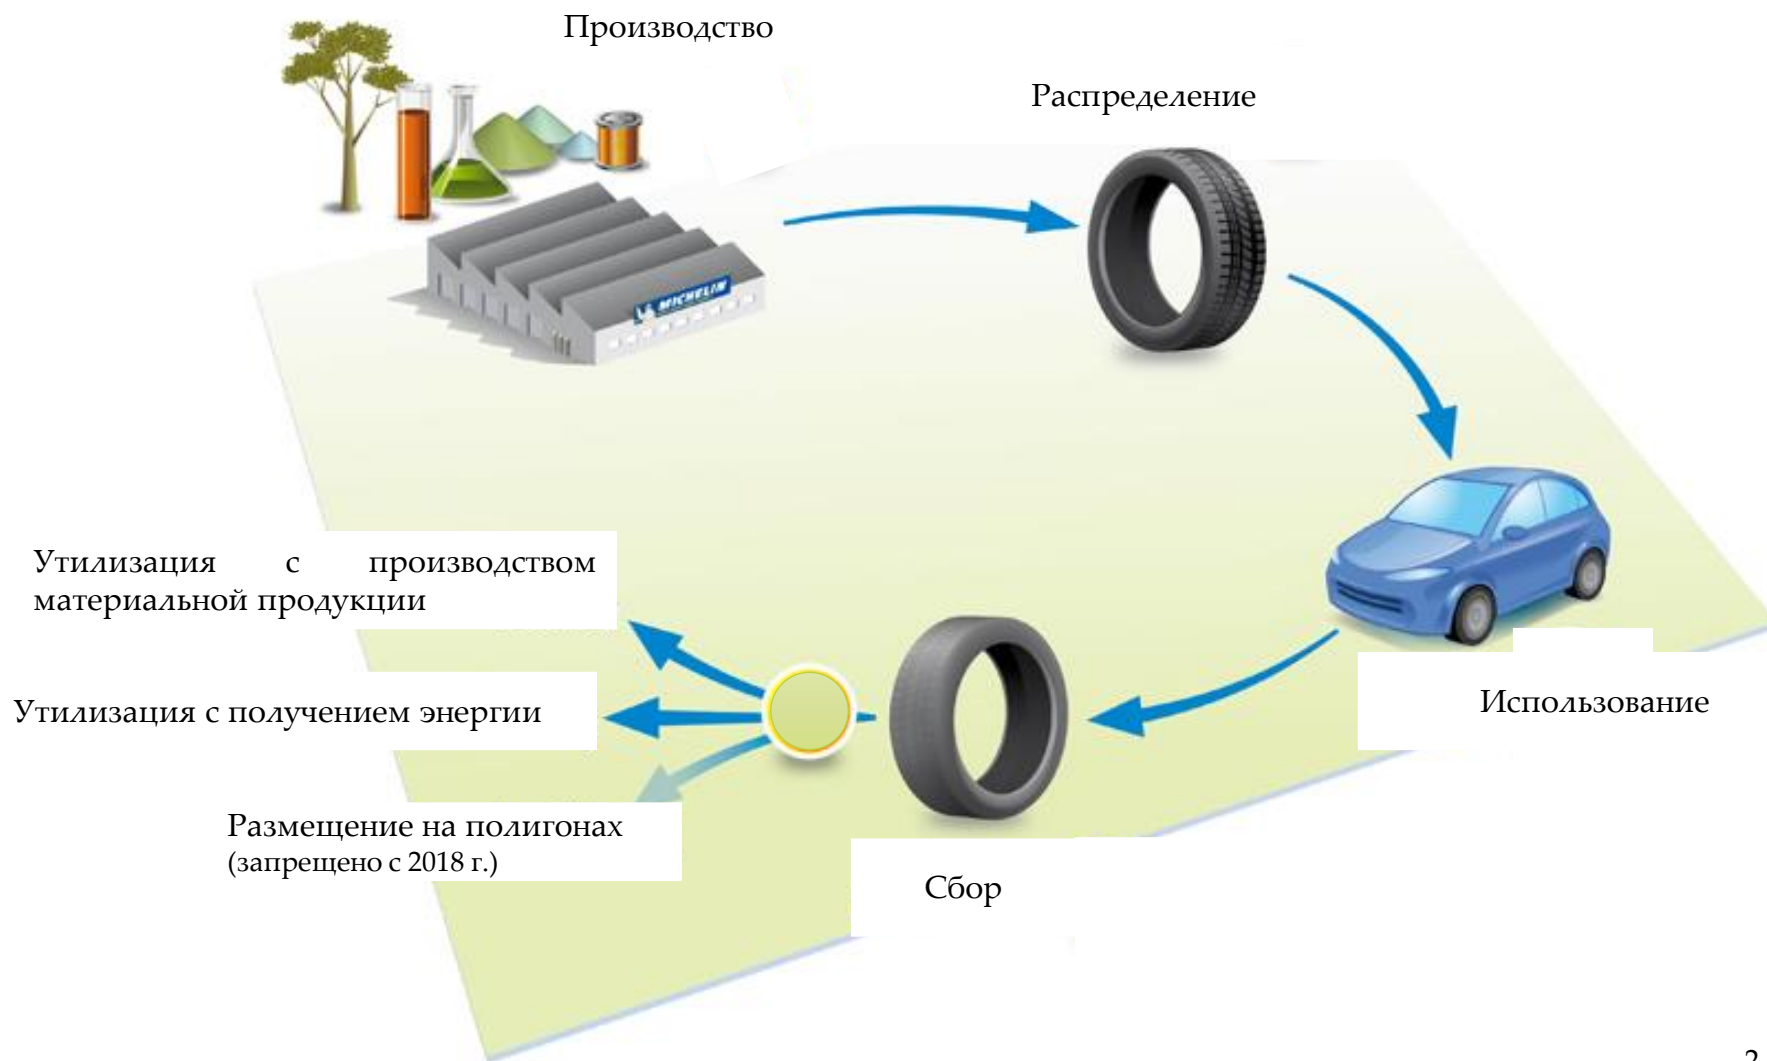 Производство
Распределение
MICHELIN
Утилизация с производством
материальной продукции
Утилизация с получением энергии
Использование
Размещение на полигонах
(запрещено с 2018 г.)
Сбор
2